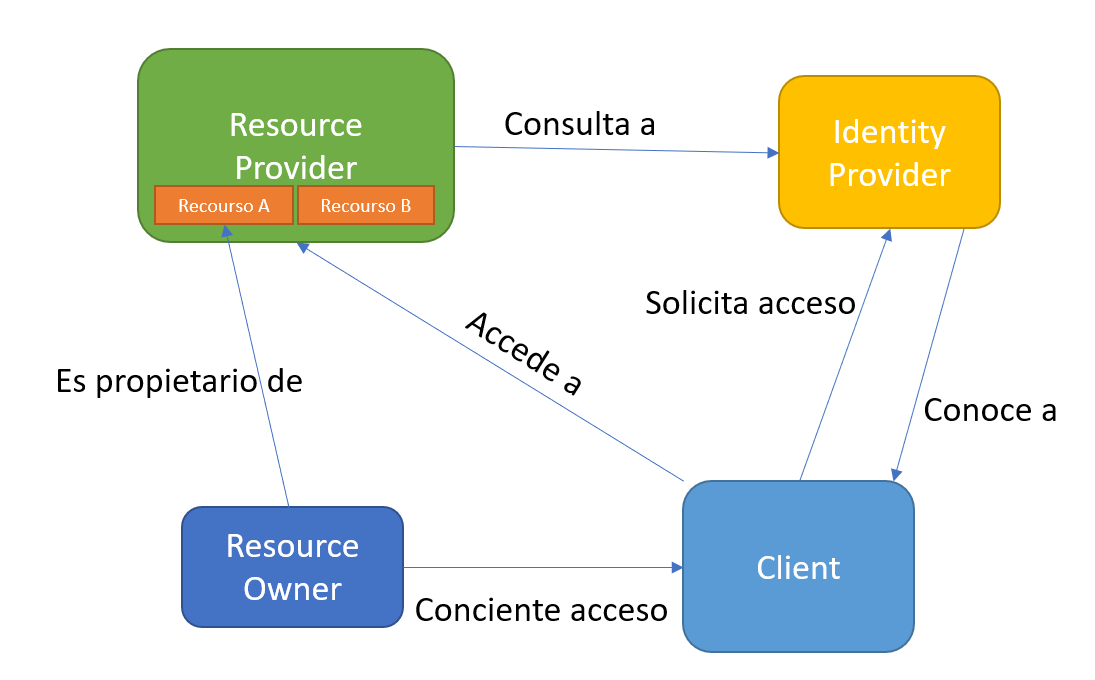 Resource
Provider
Recourso A
Recourso B
Consulta a
Identity
Provider
Solicita acceso
Accede a
Es propietario de
Conoce a
Resource
Owner
Conciente acceso
Client